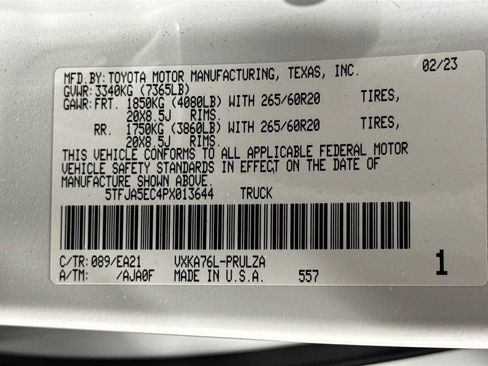 MFD.BY: TOYOTA MOTOR MANUFACTURING, TEXAS, INC. 02/23
GVWR: 3340KG (7365LB)
GAWR: FRT. 1850KG (4080LB) WITH 265/60R20 TIRES,
20X8.5J RIMS.
RR. 1750KG (3860LB) WITH 265/60R20 TIRES,
20X8.5J RIMS.
THIS VEHICLE CONFORMS TO ALL APPLICABLE FEDERAL MOTOR
VEHICLE SAFETY STANDARDS IN EFFECT ON THE DATE OF
MANUFACTURE SHOWN ABOVE.
5TFJA5EC4PX013644 TRUCK
C/TR: 089/EA21 VXKA76L-PRULZA
A/TM: /AJA0F MADE IN U.S.A. 557 1